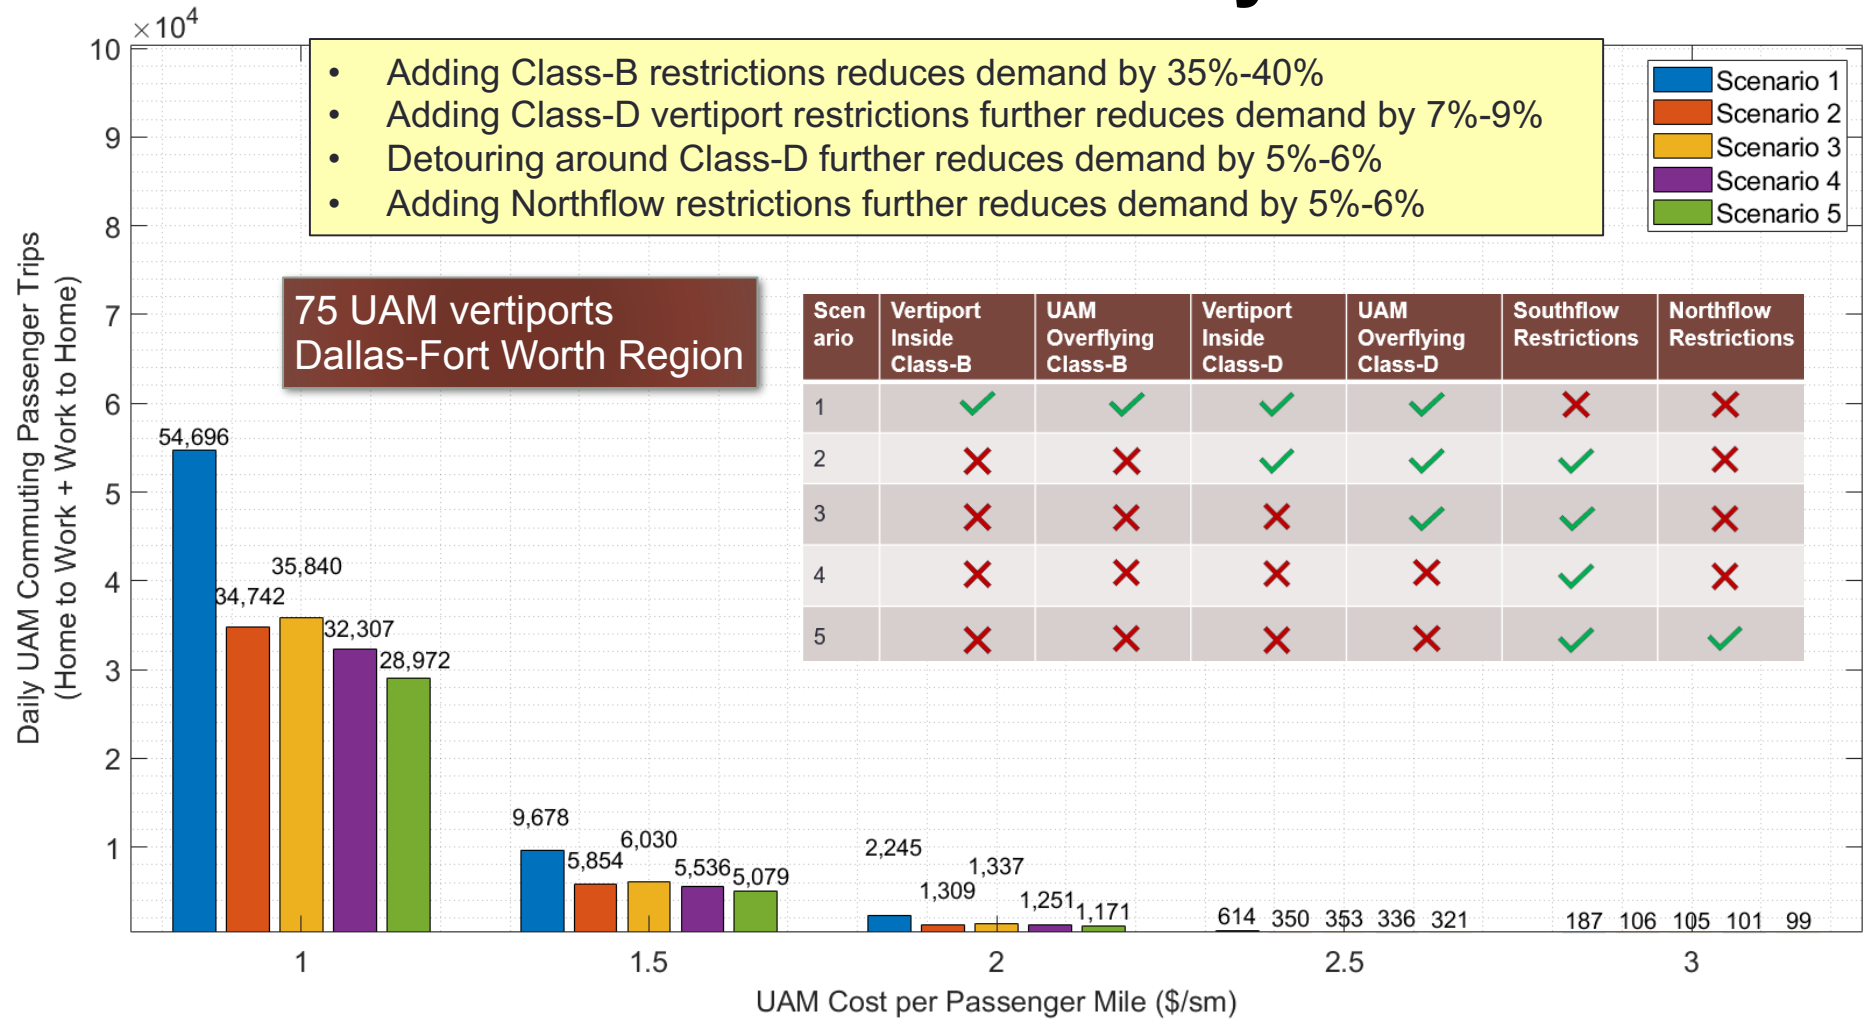 y
×10^4
10
9
8
7
6
5
4
3
2
1
Daily UAM Commuting Passenger Trips
(Home to Work + Work to Home)
• Adding Class-B restrictions reduces demand by 35%-40%
• Adding Class-D vertiport restrictions further reduces demand by 7%-9%
• Detouring around Class-D further reduces demand by 5%-6%
• Adding Northflow restrictions further reduces demand by 5%-6%
Scenario 1
Scenario 2
Scenario 3
Scenario 4
Scenario 5
75 UAM vertiports
Dallas-Fort Worth Region
Scen
ario
Vertiport
Inside
Class-B
UAM
Overflying
Class-B
Vertiport
Inside
Class-D
UAM
Overflying
Class-D
Southflow
Restrictions
Northflow
Restrictions
1 ✓ ✓ ✓ ✓ ✗ ✗
2 ✗ ✗ ✓ ✓ ✓ ✗
3 ✗ ✗ ✗ ✓ ✓ ✗
4 ✗ ✗ ✗ ✗ ✓ ✗
5 ✗ ✗ ✗ ✗ ✓ ✓
54,696
34,742
35,840
32,307
28,972
9,678
5,854
6,030
5,536
5,079
2,245
1,309
1,337
1,251
1,171
614 350 353 336 321
187 106 105 101 99
1 1.5 2 2.5 3
UAM Cost per Passenger Mile ($/sm)